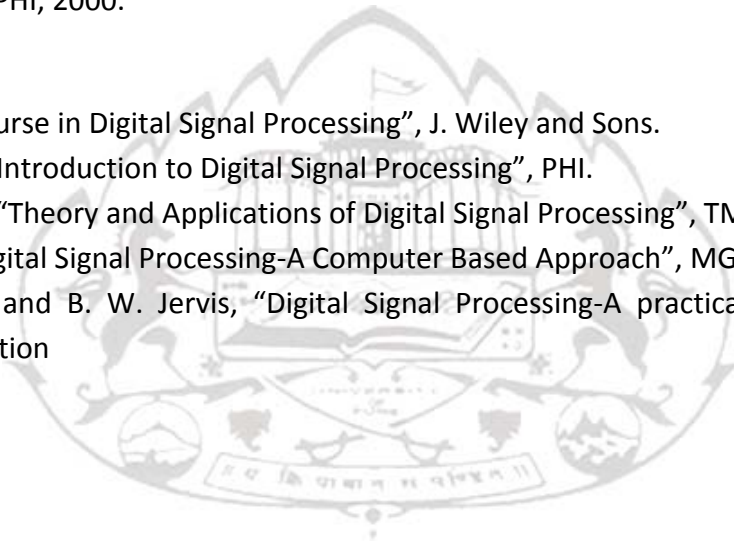 PHI, 2000.
urse in Digital Signal Processing”, J. Wiley and Sons.
Introduction to Digital Signal Processing”, PHI.
“Theory and Applications of Digital Signal Processing”, TM
gital Signal Processing-A Computer Based Approach”, MG
and B. W. Jervis, “Digital Signal Processing-A practica
tion